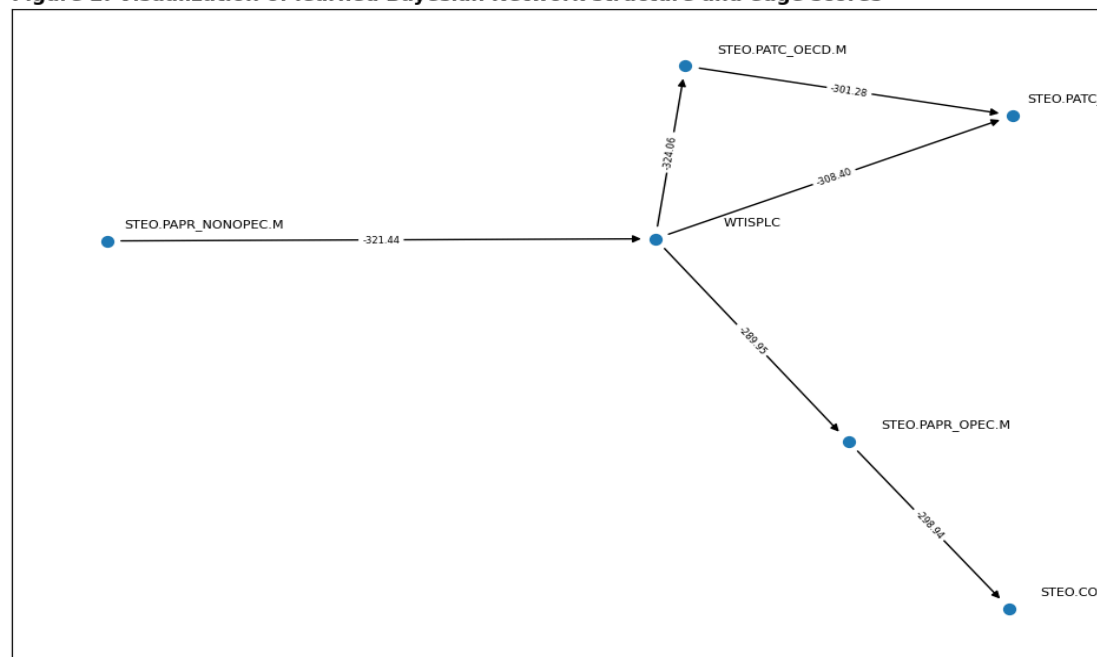 STEO.PATC_OECD.M
-301.28
STEO.PATC_
-324.06
-308.40
STEO.PAPR_NONOPEC.M
WTISPLC
-321.44
-289.95
STEO.PAPR_OPEC.M
-298.94
STEO.CO